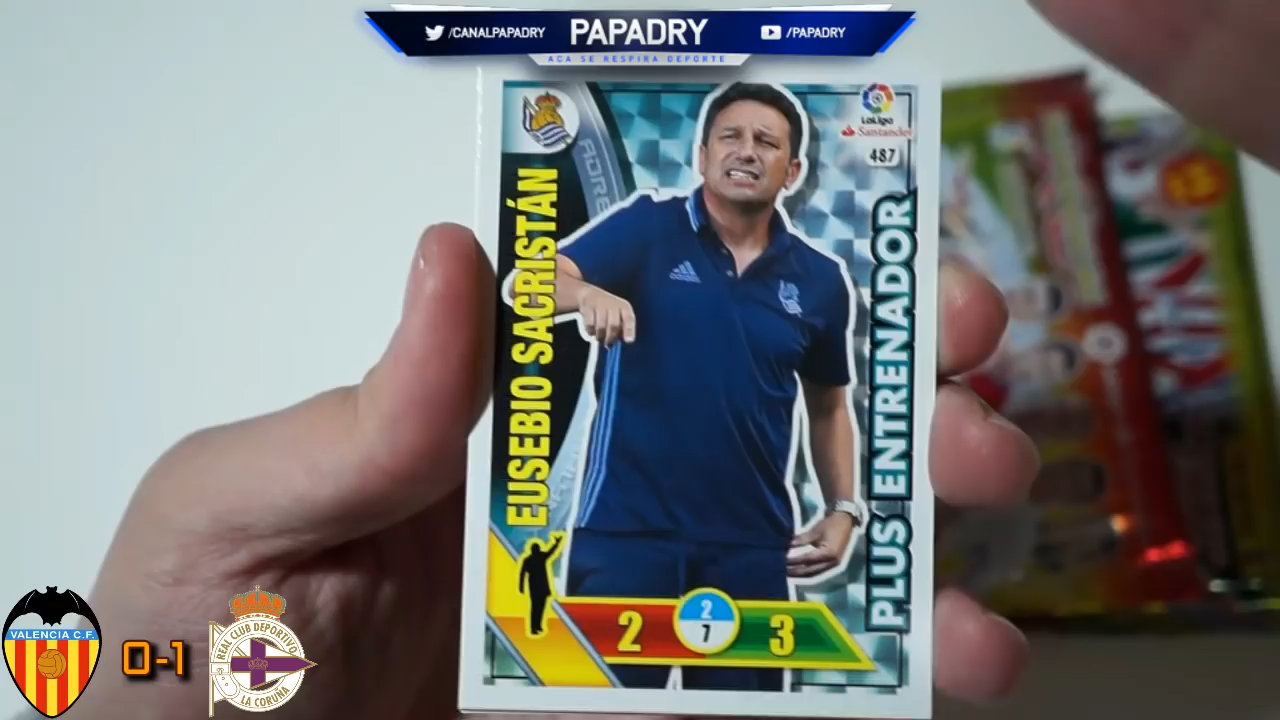 /CANALPAPADRY
PAPADRY
/PAPADRY
ACA SE RESPIRA DEPORTE
LaLiga
Santander
487
EUSEBIO SACRISTÁN
PLUS ENTRENADOR
2
2
7
3
VALENCIA C.F.
0-1
REAL CLUB DEPORTIVO
LA CORUÑA